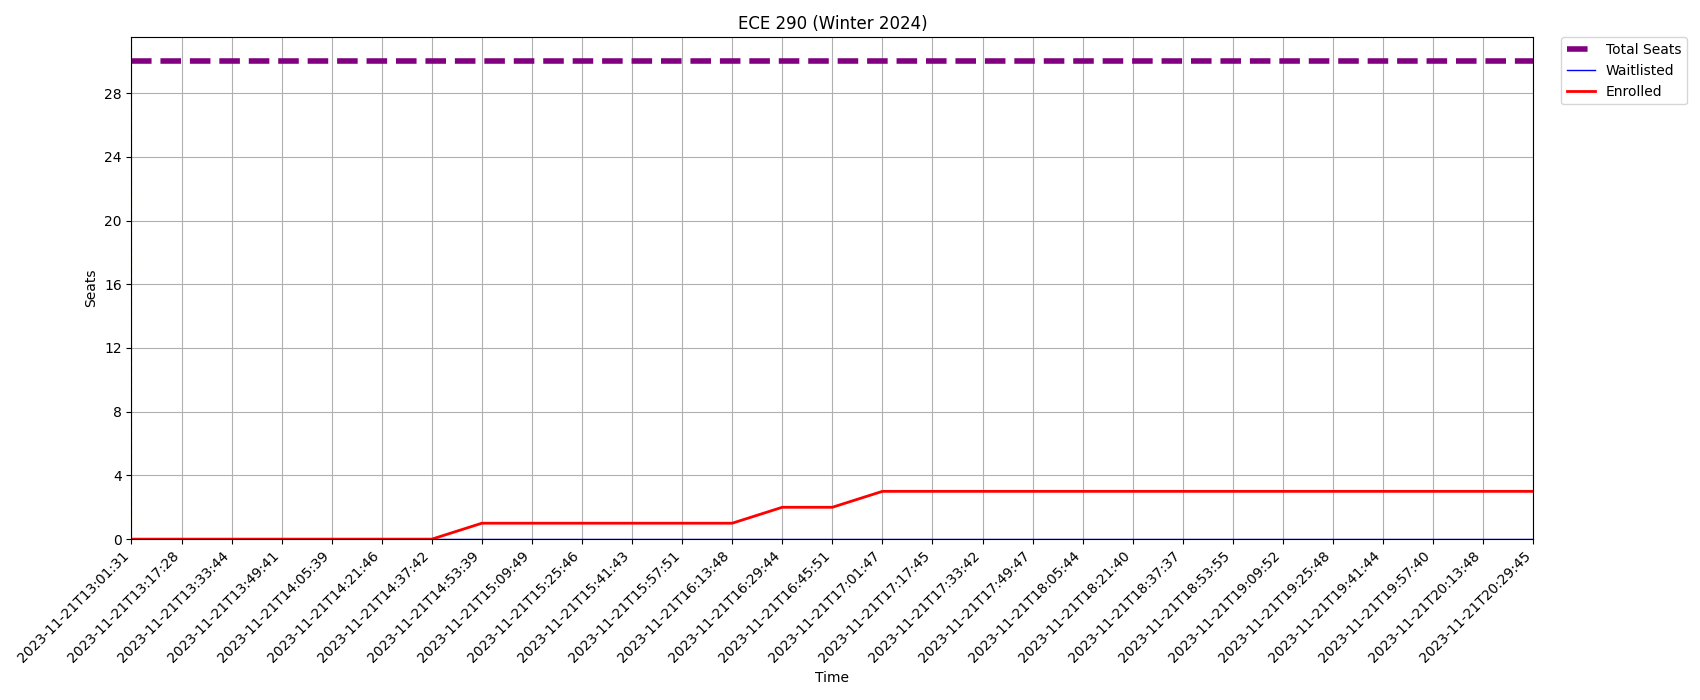 ECE 290 (Winter 2024)
Total Seats
Waitlisted
Enrolled
28
24
20
16
12
8
4
0
Seats
2023-11-21T13:01:31
2023-11-21T13:17:28
2023-11-21T13:33:44
2023-11-21T13:49:41
2023-11-21T14:05:39
2023-11-21T14:21:46
2023-11-21T14:37:42
2023-11-21T14:53:39
2023-11-21T15:09:49
2023-11-21T15:25:46
2023-11-21T15:41:43
2023-11-21T15:57:51
2023-11-21T16:13:48
2023-11-21T16:29:44
2023-11-21T16:45:51
2023-11-21T17:01:47
2023-11-21T17:17:45
2023-11-21T17:33:42
2023-11-21T17:49:47
2023-11-21T18:05:44
2023-11-21T18:21:40
2023-11-21T18:37:37
2023-11-21T18:53:55
2023-11-21T19:09:52
2023-11-21T19:25:48
2023-11-21T19:41:44
2023-11-21T19:57:40
2023-11-21T20:13:48
2023-11-21T20:29:45
Time